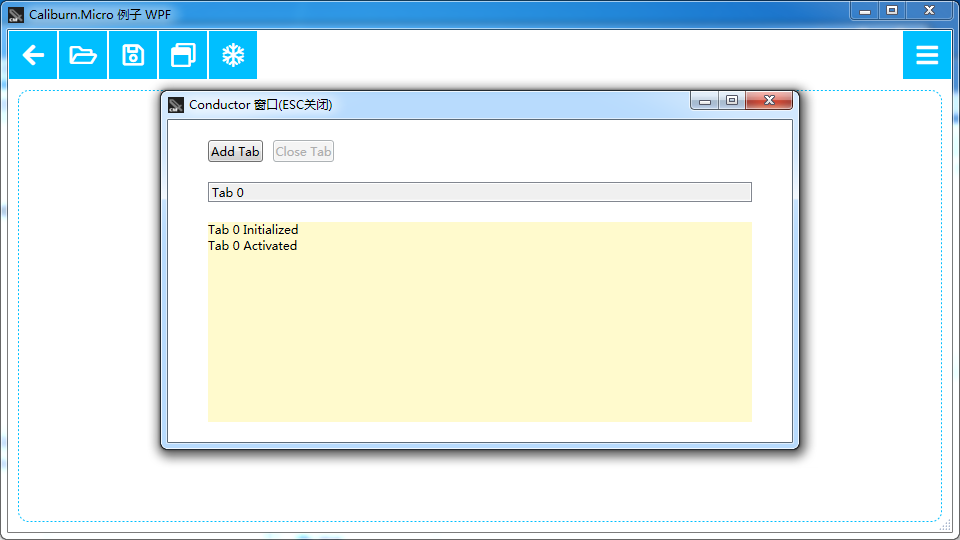 Caliburn.Micro 例子 WPF
Conductor 窗口(ESC关闭)
Add Tab Close Tab
Tab 0
Tab 0 Initialized
Tab 0 Activated